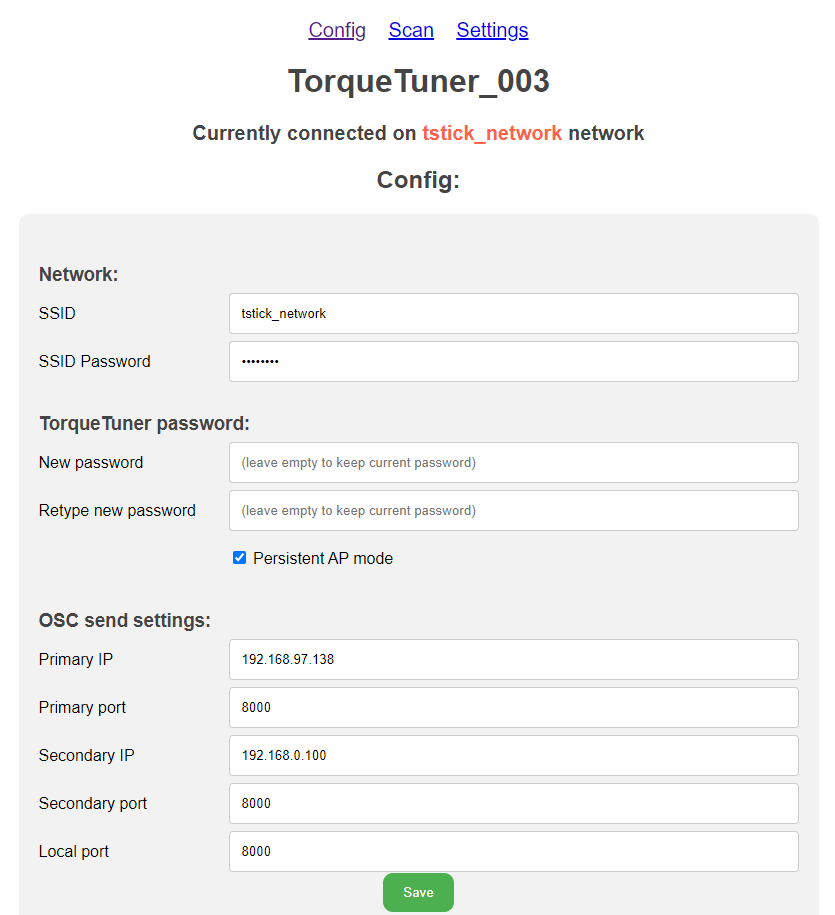 Config Scan Settings
TorqueTuner_003
Currently connected on tstick_network network
Config:
Network:
SSID tstick_network
SSID Password ••••••••
TorqueTuner password:
New password (leave empty to keep current password)
Retype new password (leave empty to keep current password)
Persistent AP mode
OSC send settings:
Primary IP 192.168.97.138
Primary port 8000
Secondary IP 192.168.0.100
Secondary port 8000
Local port 8000
Save